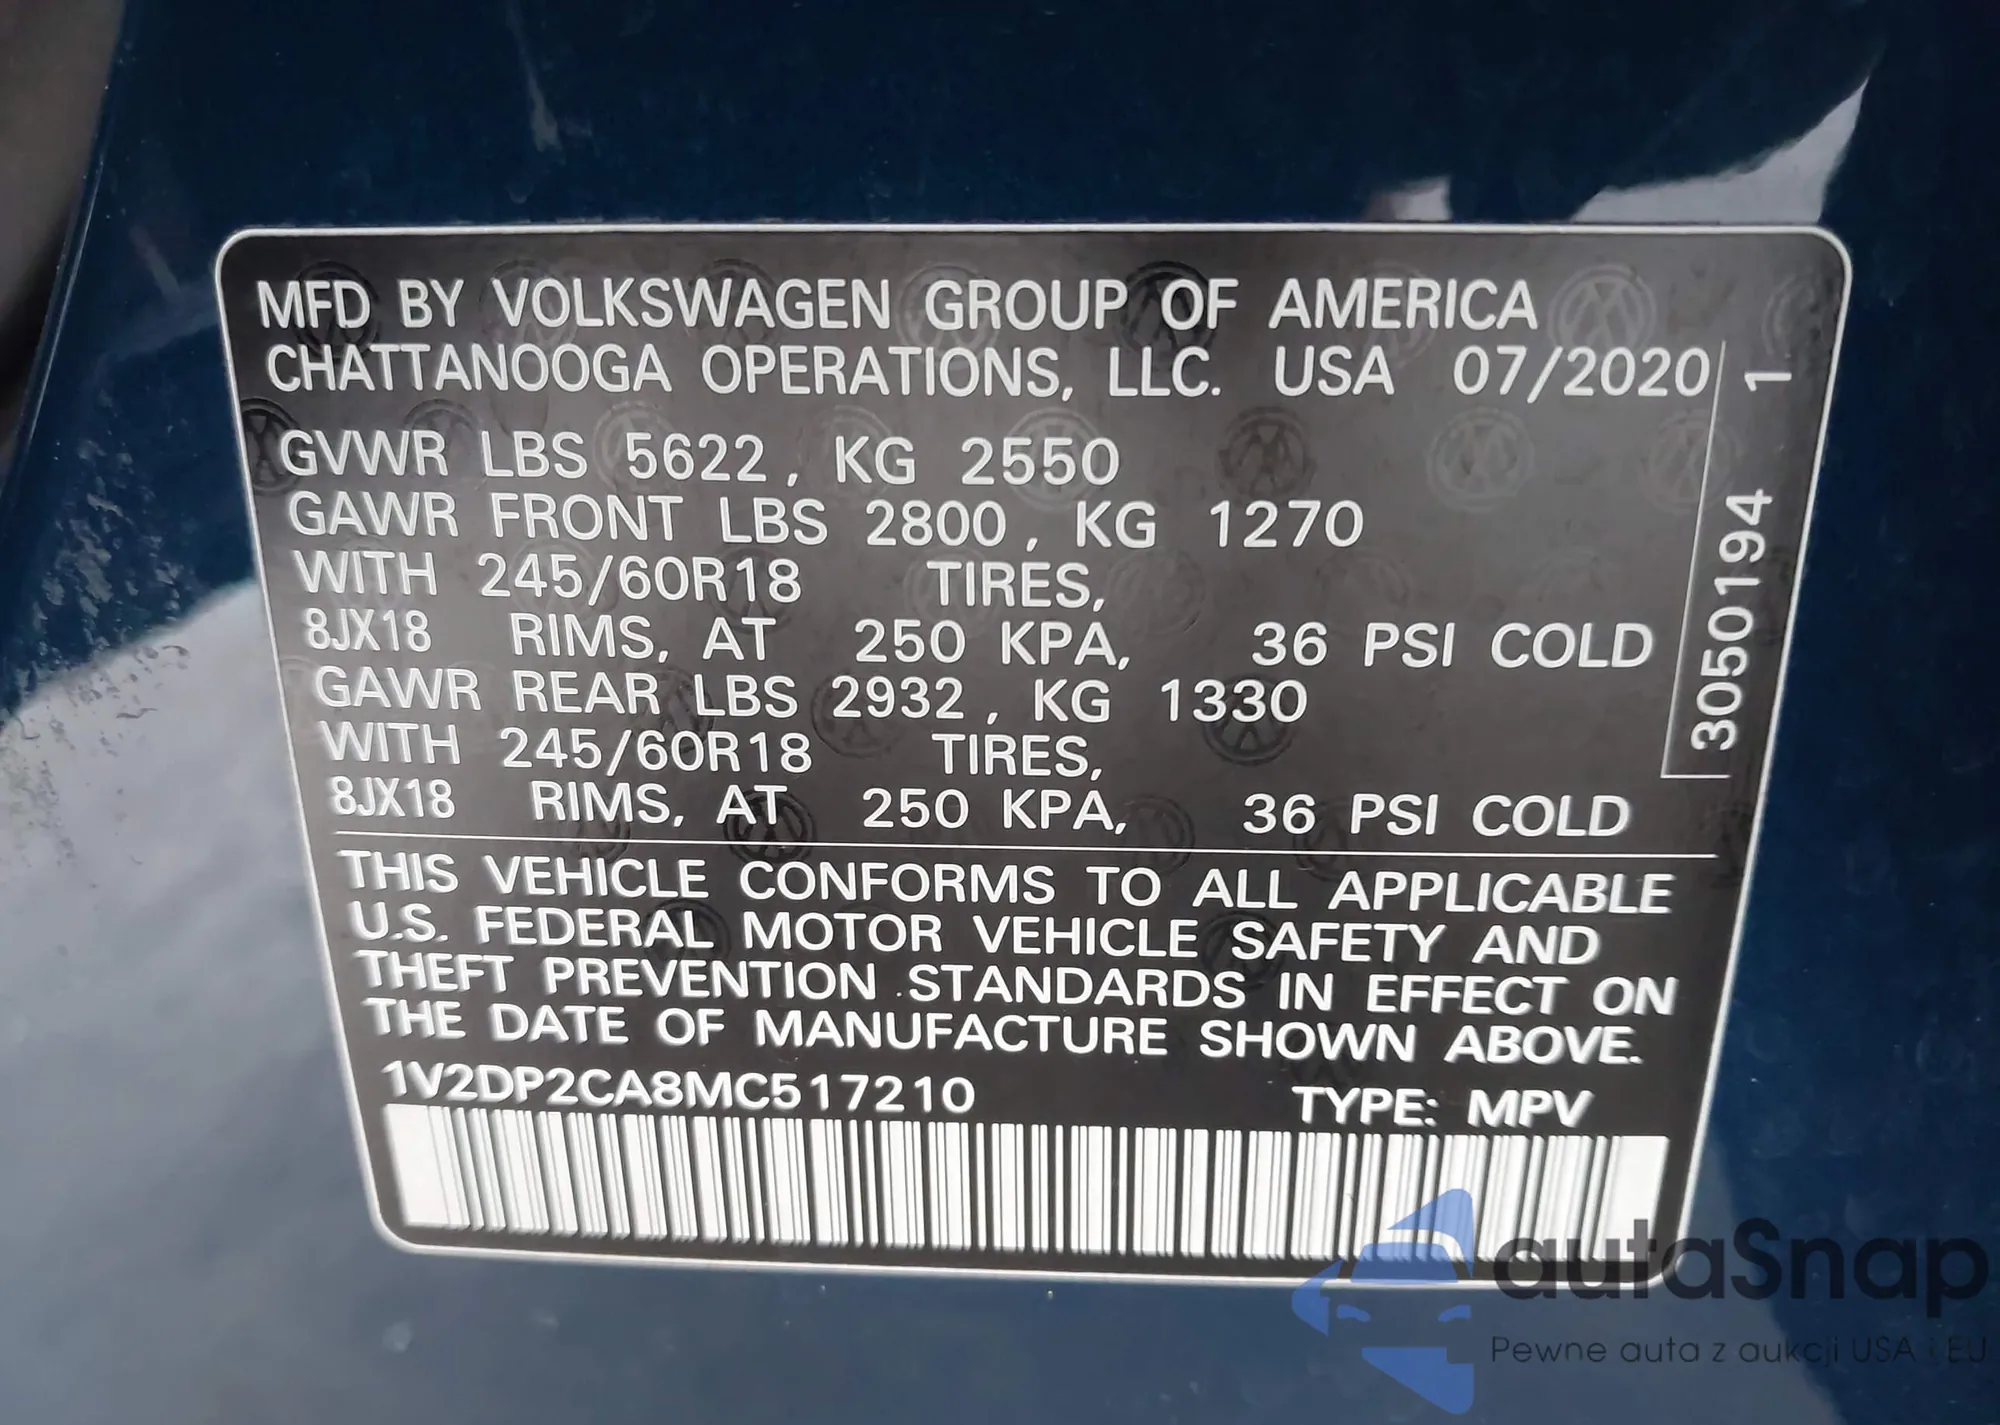 MFD BY VOLKSWAGEN GROUP OF AMERICA
CHATTANOOGA OPERATIONS, LLC. USA 07/2020
GVWR LBS 5622, KG 2550
GAWR FRONT LBS 2800, KG 1270
WITH 245/60R18 TIRES,
8JX18 RIMS, AT 250 KPA, 36 PSI COLD
GAWR REAR LBS 2932, KG 1330
WITH 245/60R18 TIRES,
8JX18 RIMS, AT 250 KPA, 36 PSI COLD
3050194 1
THIS VEHICLE CONFORMS TO ALL APPLICABLE
U.S. FEDERAL MOTOR VEHICLE SAFETY AND
THEFT PREVENTION STANDARDS IN EFFECT ON
THE DATE OF MANUFACTURE SHOWN ABOVE.
1V2DP2CA8MC517210 TYPE: MPV
autaSnap
Pewne auta z aukcji USA i EU